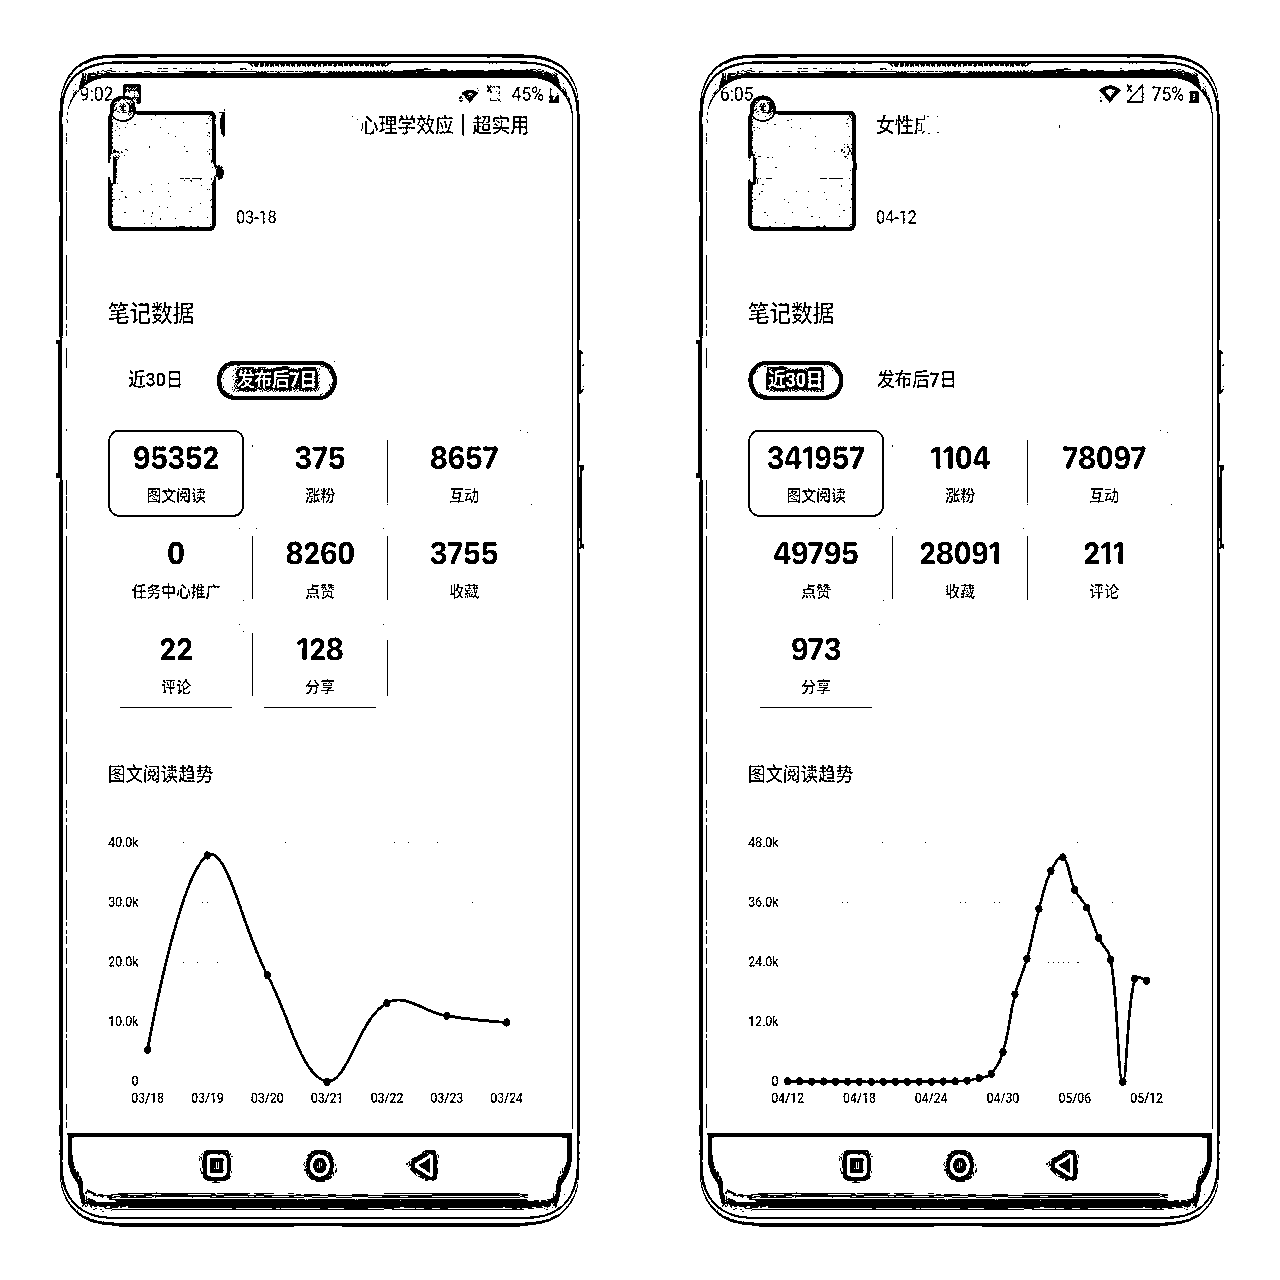 9:02
45%
心理学效应 | 超实用
03-18
笔记数据
近30日 发布后7日
95352 375 8657
图文阅读 涨粉 互动
0 8260 3755
任务中心推广 点赞 收藏
22 128
评论 分享
图文阅读趋势
40.0k
30.0k
20.0k
10.0k
0
03/18 03/19 03/20 03/21 03/22 03/23 03/24
6:05
75%
女性
04-12
笔记数据
近30日 发布后7日
341957 1104 78097
图文阅读 涨粉 互动
49795 28091 211
点赞 收藏 评论
973
分享
图文阅读趋势
48.0k
36.0k
24.0k
12.0k
0
04/12 04/18 04/24 04/30 05/06 05/12